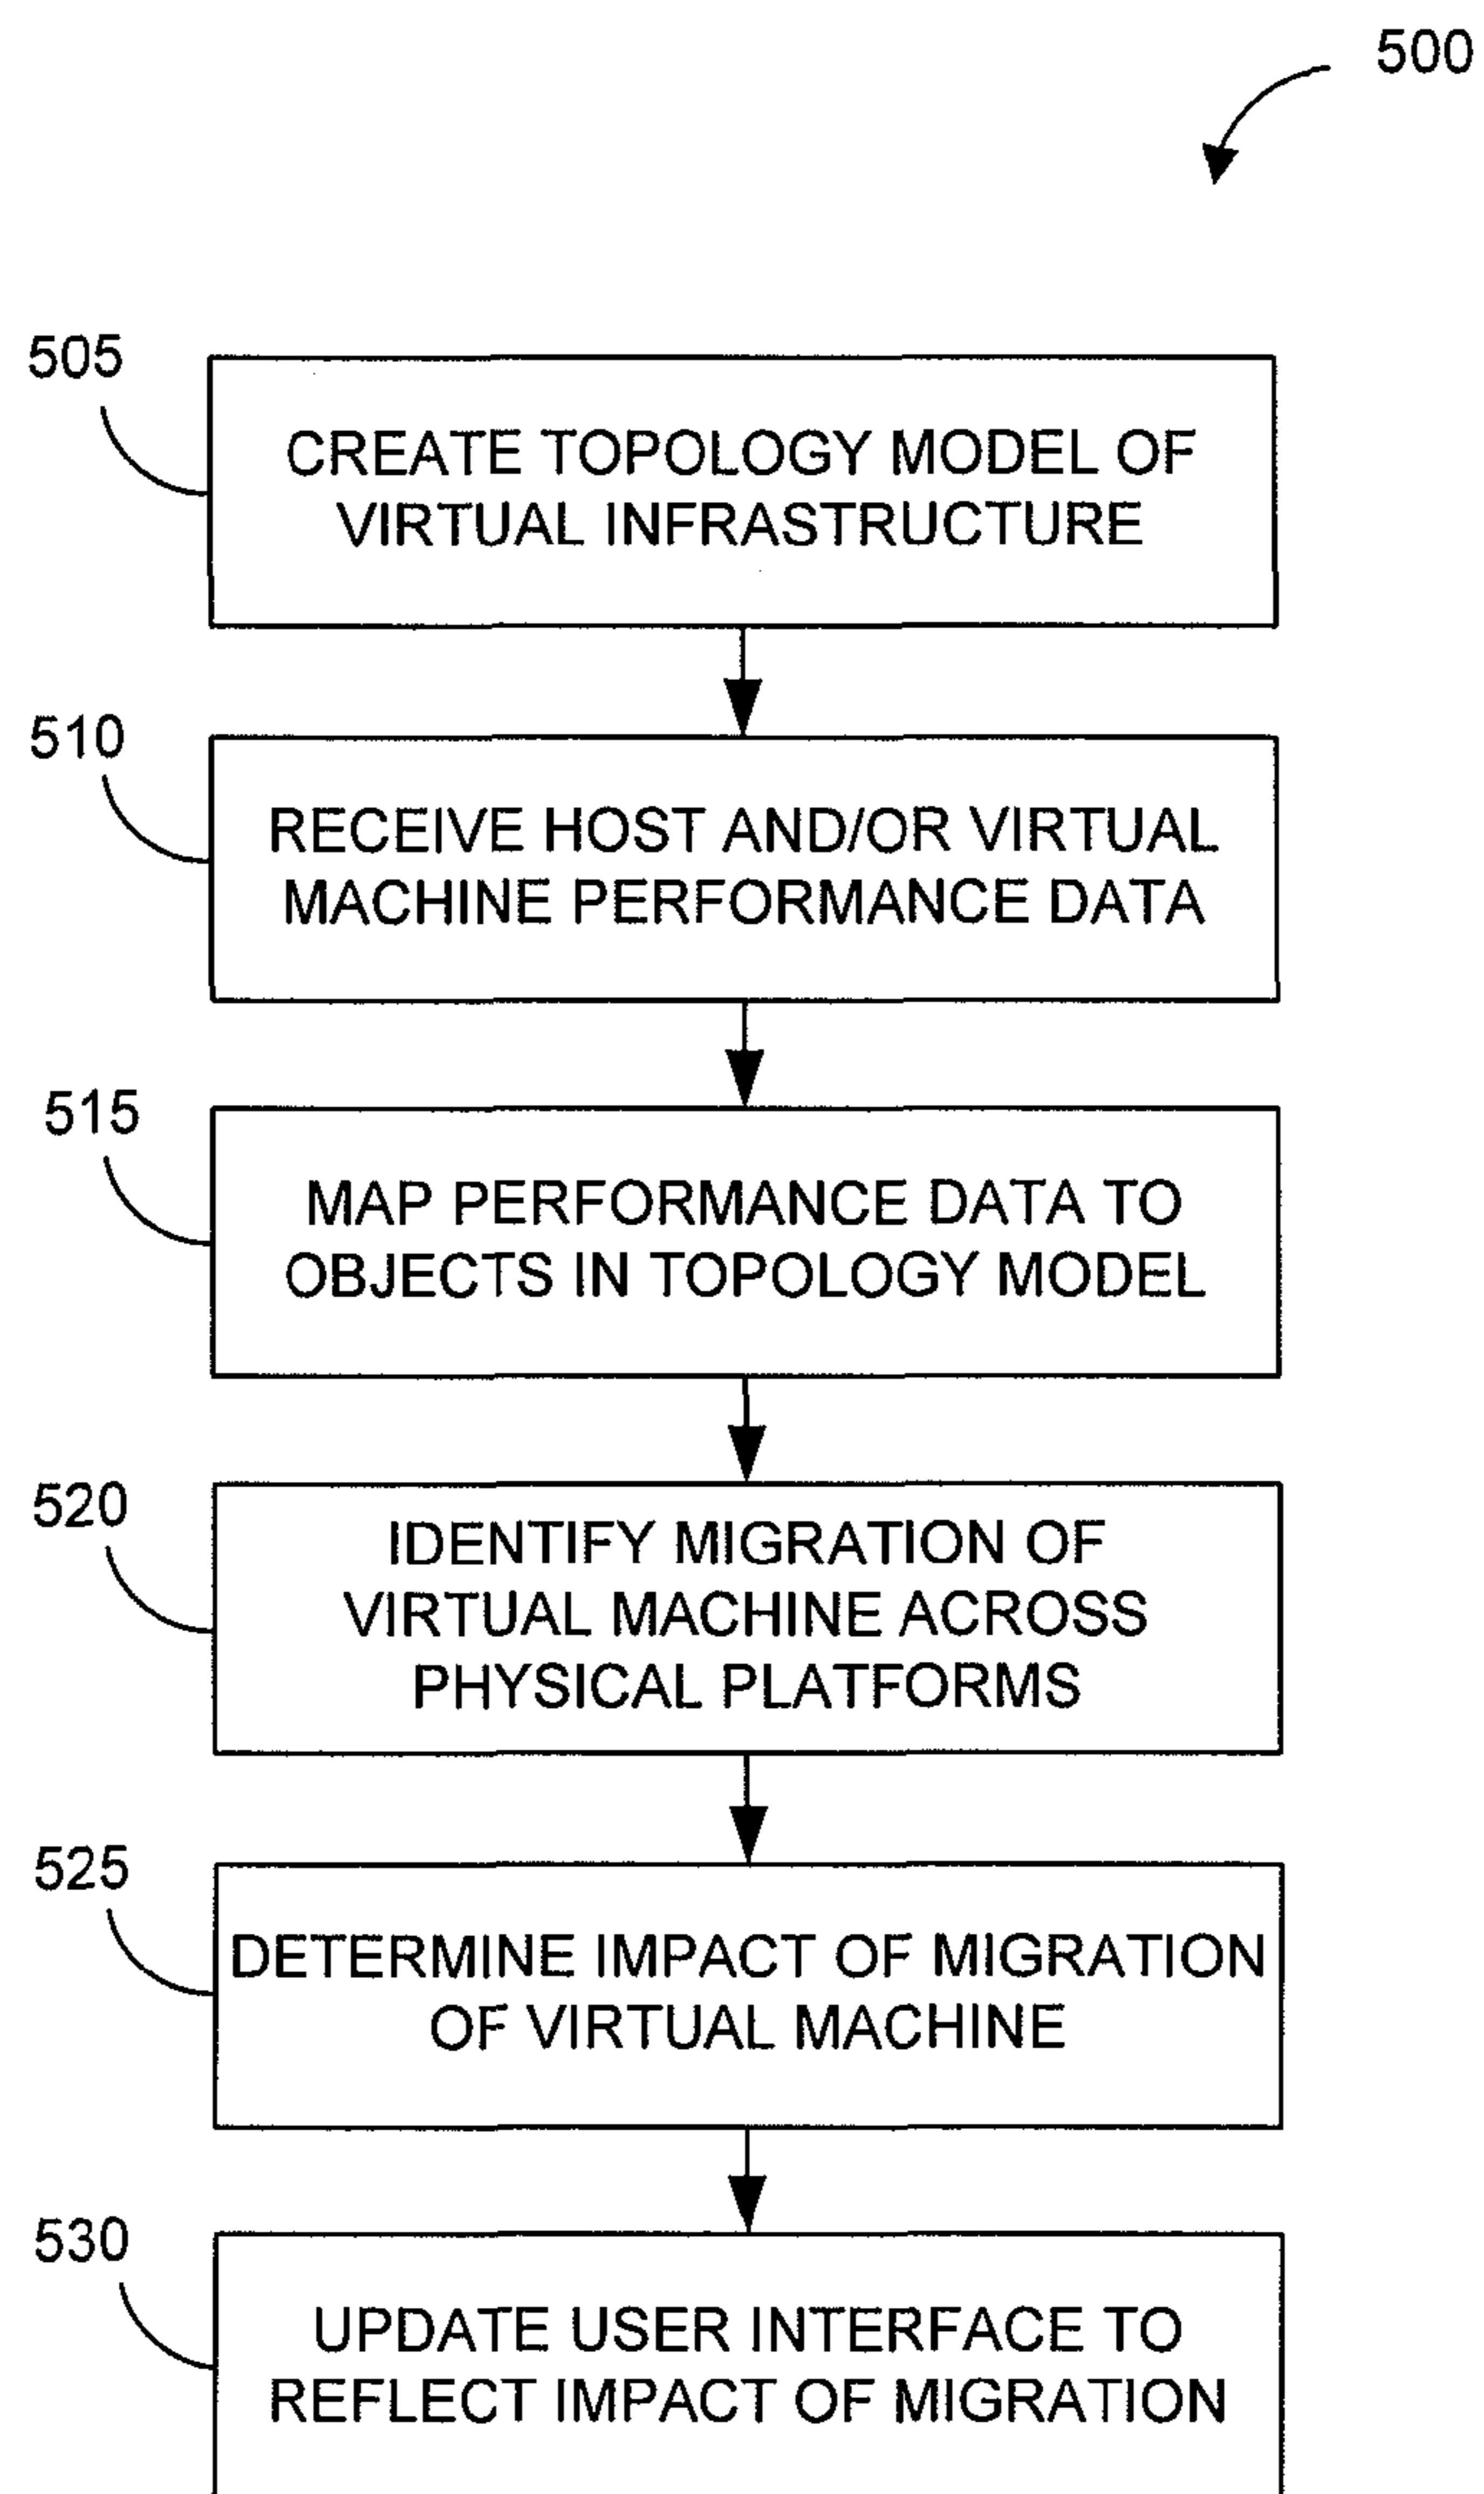 500
505
CREATE TOPOLOGY MODEL OF
VIRTUAL INFRASTRUCTURE
510
RECEIVE HOST AND/OR VIRTUAL
MACHINE PERFORMANCE DATA
515
MAP PERFORMANCE DATA TO
OBJECTS IN TOPOLOGY MODEL
520
IDENTIFY MIGRATION OF
VIRTUAL MACHINE ACROSS
PHYSICAL PLATFORMS
525
DETERMINE IMPACT OF MIGRATION
OF VIRTUAL MACHINE
530
UPDATE USER INTERFACE TO
REFLECT IMPACT OF MIGRATION